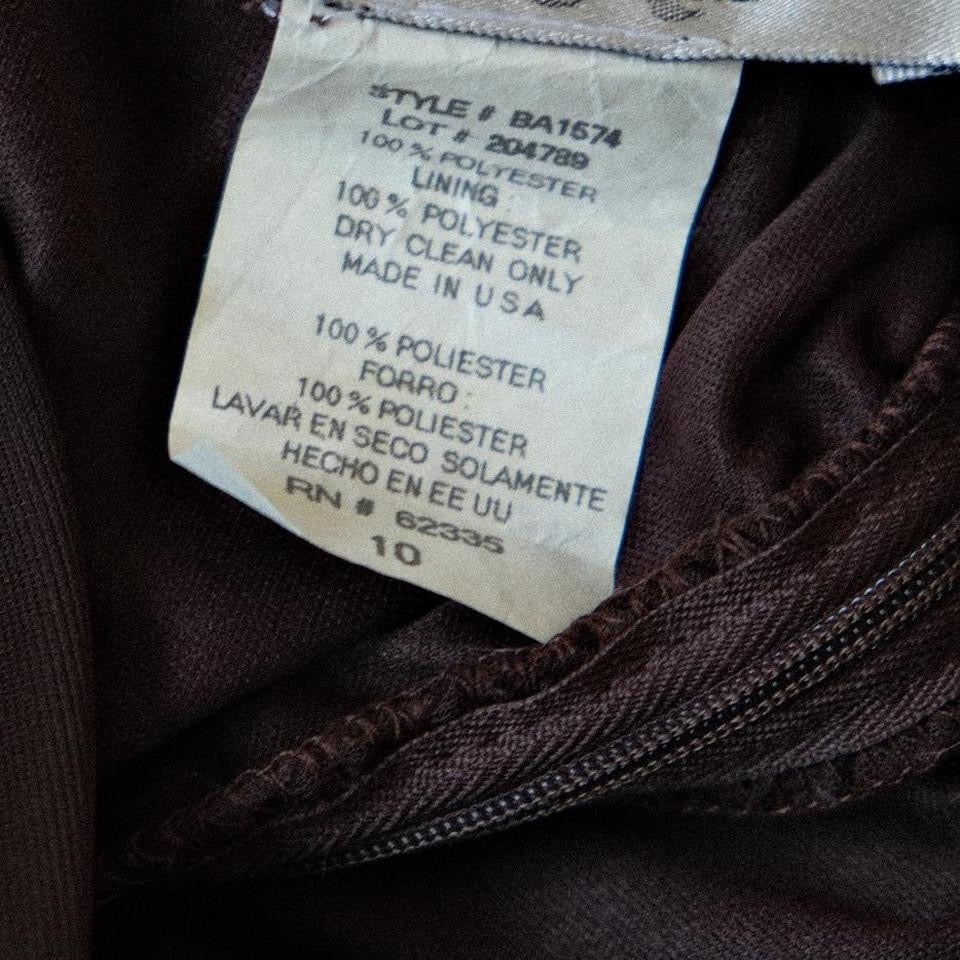 STYLE # BA1574
LOT # 204789
100 % POLYESTER
LINING :
100 % POLYESTER
DRY CLEAN ONLY
MADE IN U S A
100 % POLIESTER
FORRO :
100 % POLIESTER
LAVAR EN SECO SOLAMENTE
HECHO EN EE UU
RN # 62335
10